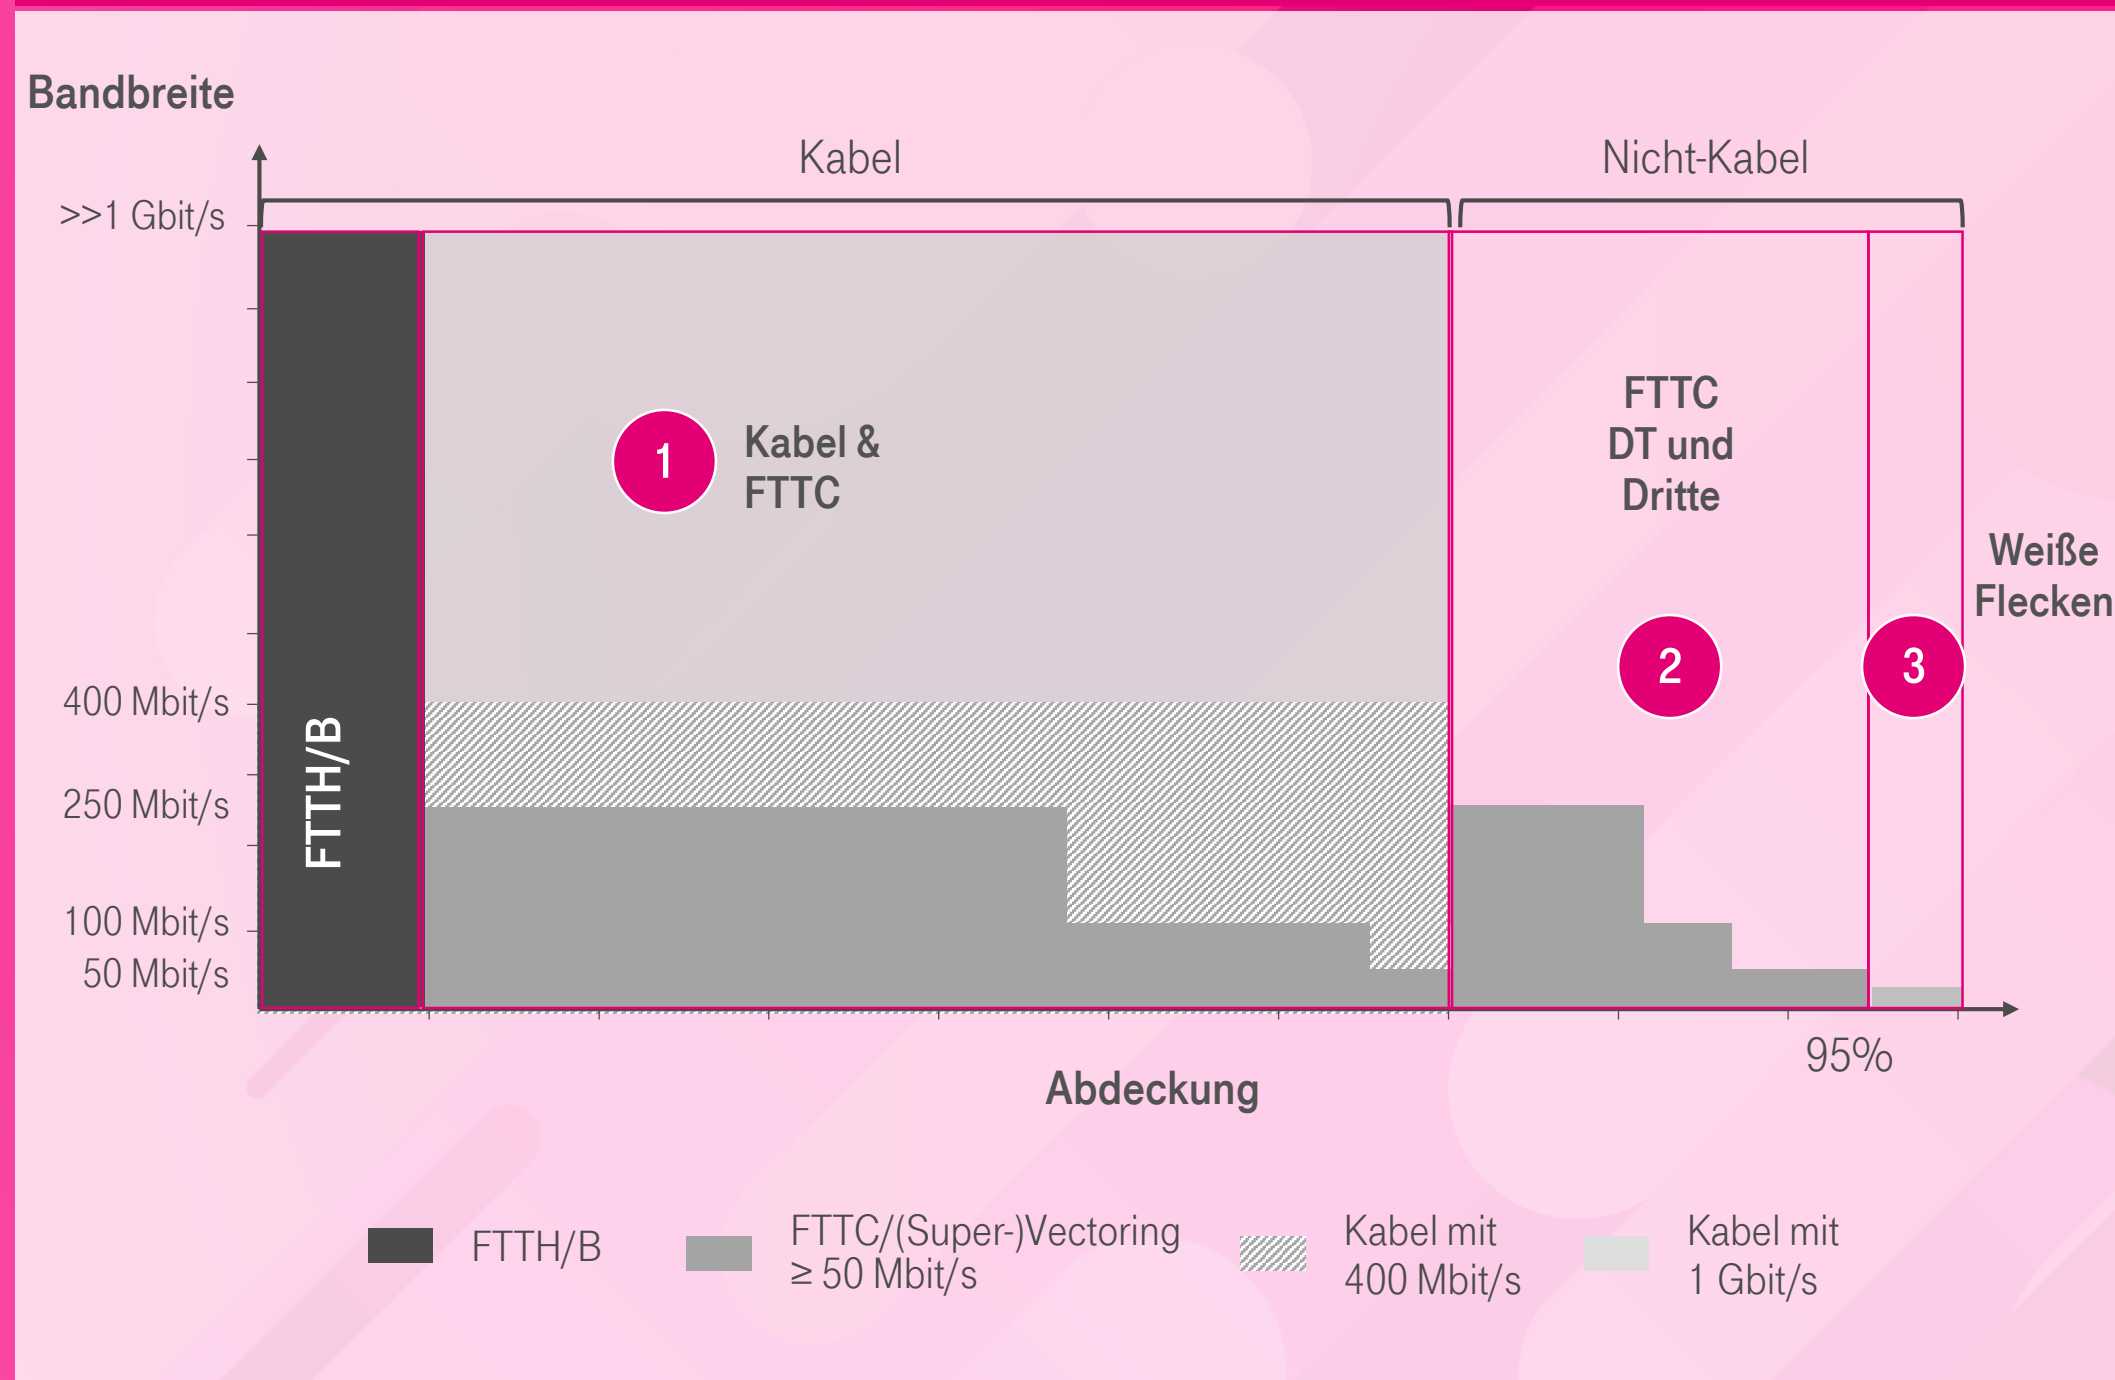 Bandbreite
Kabel
Nicht-Kabel
>>1 Gbit/s
400 Mbit/s
250 Mbit/s
100 Mbit/s
50 Mbit/s
FTTH/B
1
Kabel &
FTTC
FTTC
DT und
Dritte
2
3
Weiße
Flecken
95%
Abdeckung
FTTH/B
FTTC/(Super-)Vectoring
≥ 50 Mbit/s
Kabel mit
400 Mbit/s
Kabel mit
1 Gbit/s